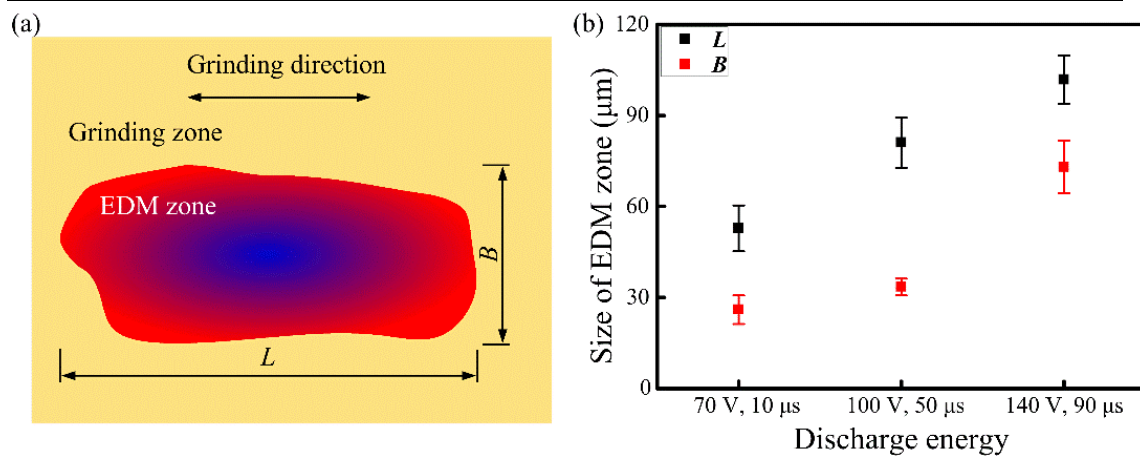 (a)
Grinding direction
Grinding zone
EDM zone
B
L
(b)
Size of EDM zone (μm)
120
90
60
30
0
L
B
70 V, 10 μs
100 V, 50 μs
140 V, 90 μs
Discharge energy